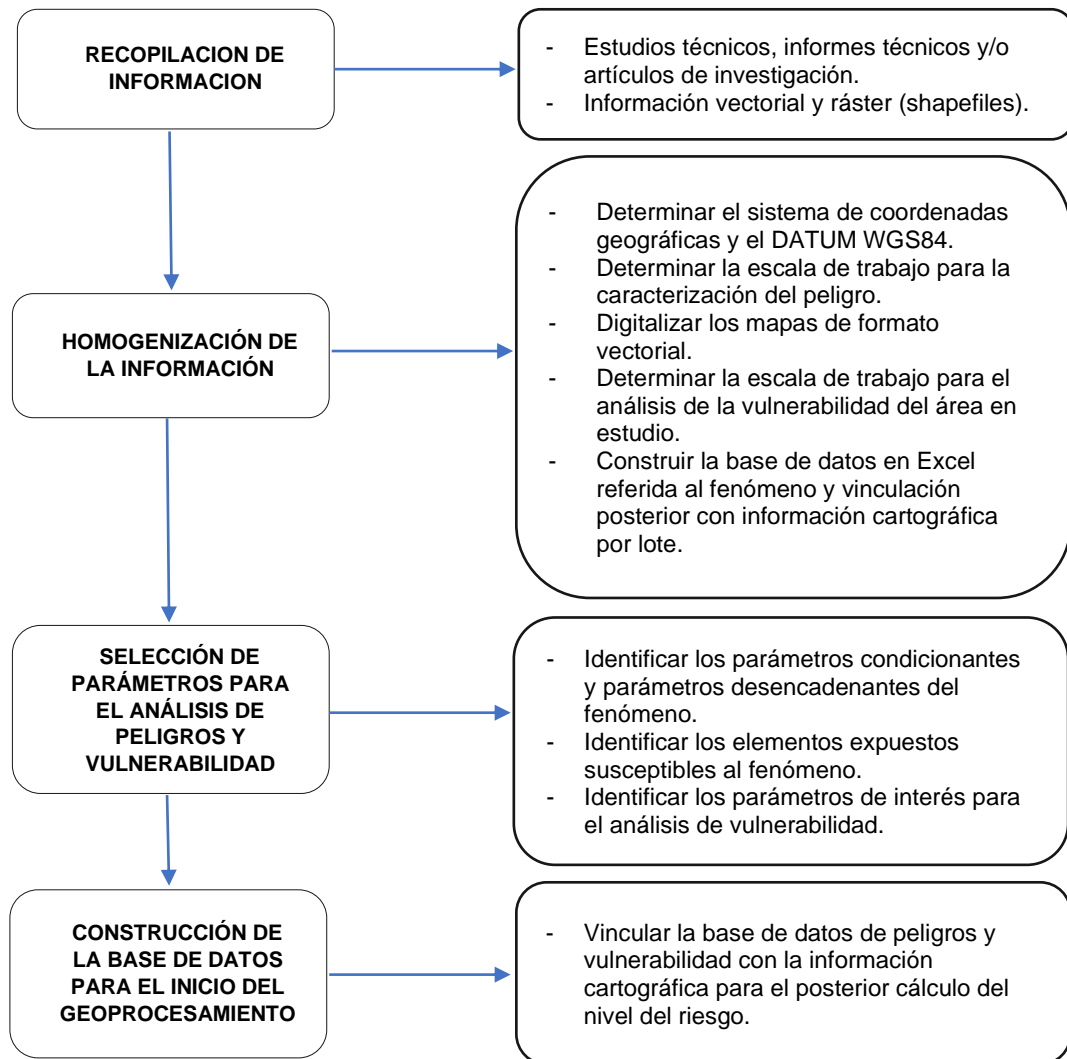 RECOPILACION DE
INFORMACION
- Estudios técnicos, informes técnicos y/o
artículos de investigación.
- Información vectorial y ráster (shapefiles).
HOMOGENIZACIÓN DE
LA INFORMACIÓN
- Determinar el sistema de coordenadas
geográficas y el DATUM WGS84.
- Determinar la escala de trabajo para la
caracterización del peligro.
- Digitalizar los mapas de formato
vectorial.
- Determinar la escala de trabajo para el
análisis de la vulnerabilidad del área en
estudio.
- Construir la base de datos en Excel
referida al fenómeno y vinculación
posterior con información cartográfica
por lote.
SELECCIÓN DE
PARÁMETROS PARA
EL ANÁLISIS DE
PELIGROS Y
VULNERABILIDAD
- Identificar los parámetros condicionantes
y parámetros desencadenantes del
fenómeno.
- Identificar los elementos expuestos
susceptibles al fenómeno.
- Identificar los parámetros de interés para
el análisis de vulnerabilidad.
CONSTRUCCIÓN DE
LA BASE DE DATOS
PARA EL INICIO DEL
GEOPROCESAMIENTO
- Vincular la base de datos de peligros y
vulnerabilidad con la información
cartográfica para el posterior cálculo del
nivel del riesgo.